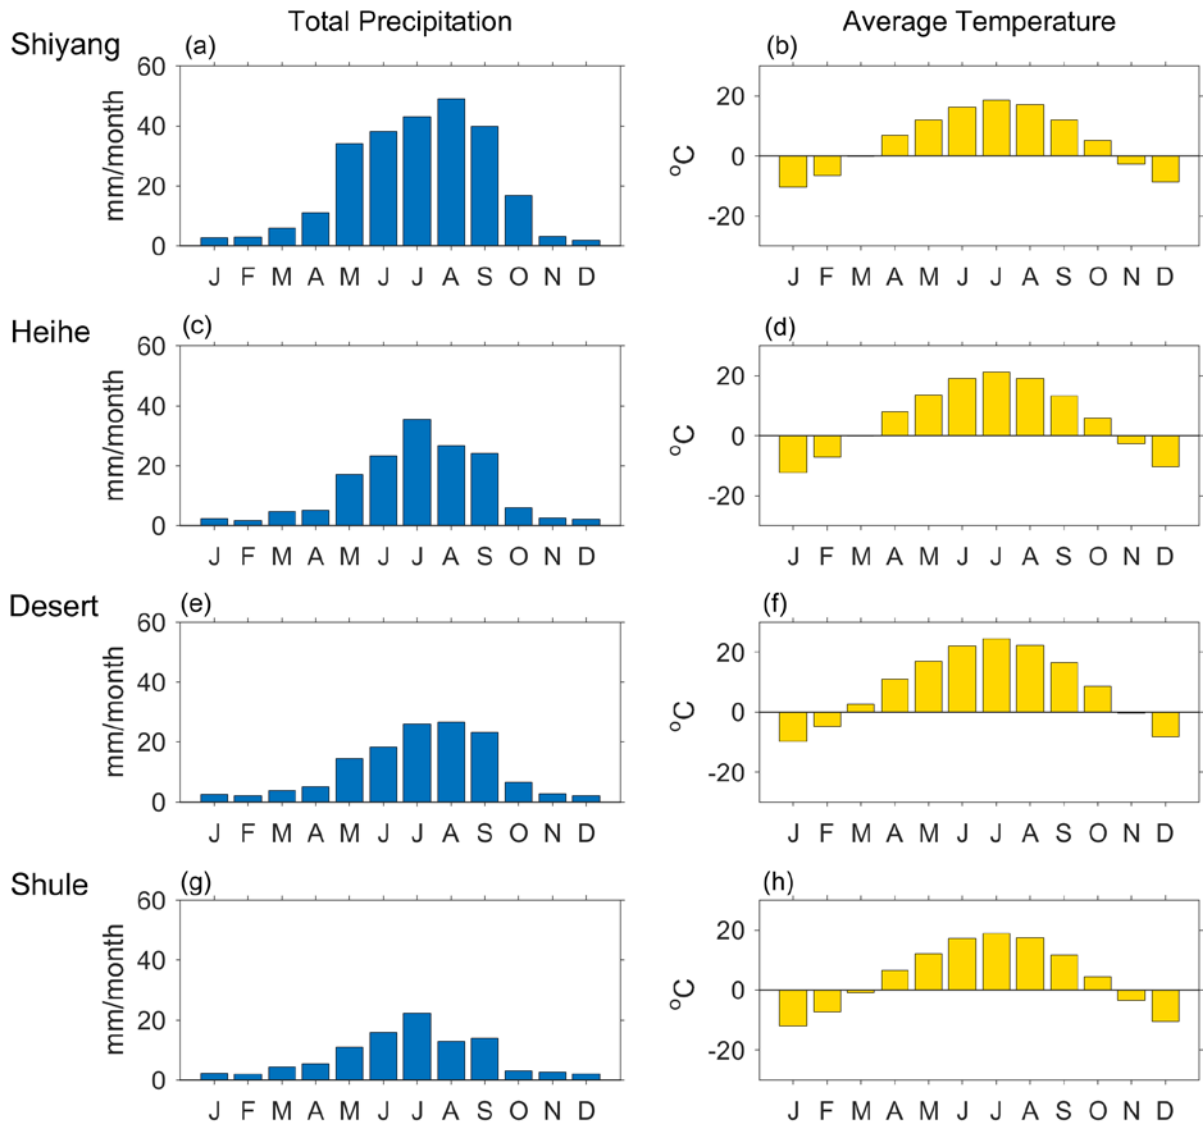 Total Precipitation
Average Temperature
Shiyang
(a)
60
40
20
0
mm/month
J F M A M J J A S O N D
(b)
20
0
-20
°C
J F M A M J J A S O N D
Heihe
(c)
60
40
20
0
mm/month
J F M A M J J A S O N D
(d)
20
0
-20
°C
J F M A M J J A S O N D
Desert
(e)
60
40
20
0
mm/month
J F M A M J J A S O N D
(f)
20
0
-20
°C
J F M A M J J A S O N D
Shule
(g)
60
40
20
0
mm/month
J F M A M J J A S O N D
(h)
20
0
-20
°C
J F M A M J J A S O N D